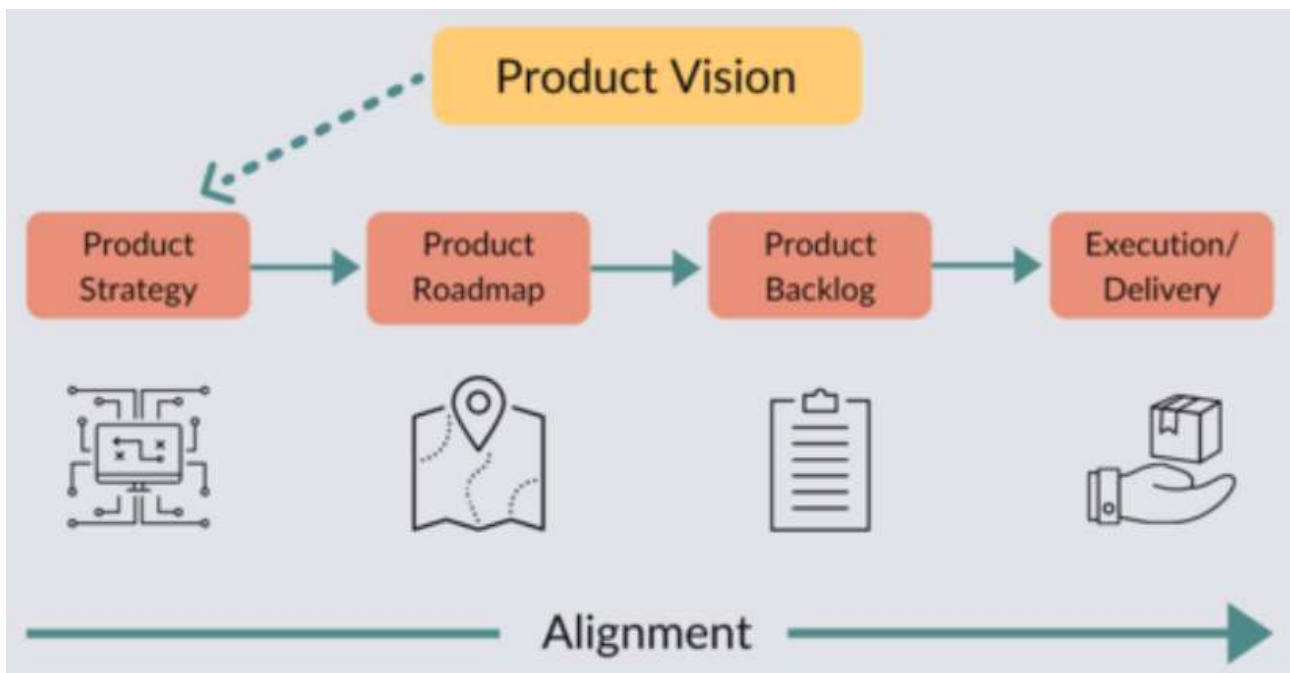 Product Vision
Product
Strategy
Product
Roadmap
Product
Backlog
Execution/
Delivery
Alignment